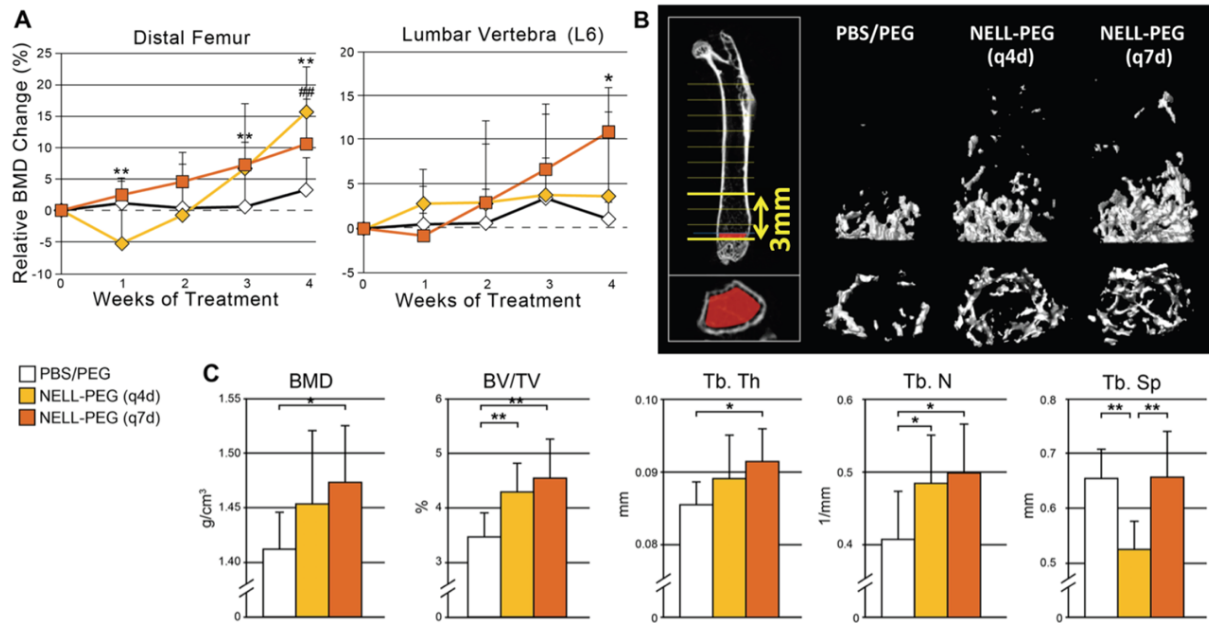 A
Distal Femur
Relative BMD Change (%)
25
20
15
10
5
0
-5
-10
**
**
**
##
0 1 2 3 4
Weeks of Treatment
Lumbar Vertebra (L6)
20
15
10
5
0
-5
*
0 1 2 3 4
Weeks of Treatment
B
3mm
PBS/PEG
NELL-PEG
(q4d)
NELL-PEG
(q7d)
PBS/PEG
NELL-PEG (q4d)
NELL-PEG (q7d)
C
BMD
g/cm³
1.55
1.50
1.45
1.40
0
*
BV/TV
%
6
5
4
3
0
**
**
Tb. Th
mm
0.10
0.09
0.08
0
*
Tb. N
1/mm
0.6
0.5
0.4
0
*
*
Tb. Sp
mm
0.8
0.7
0.6
0.5
0
**
**